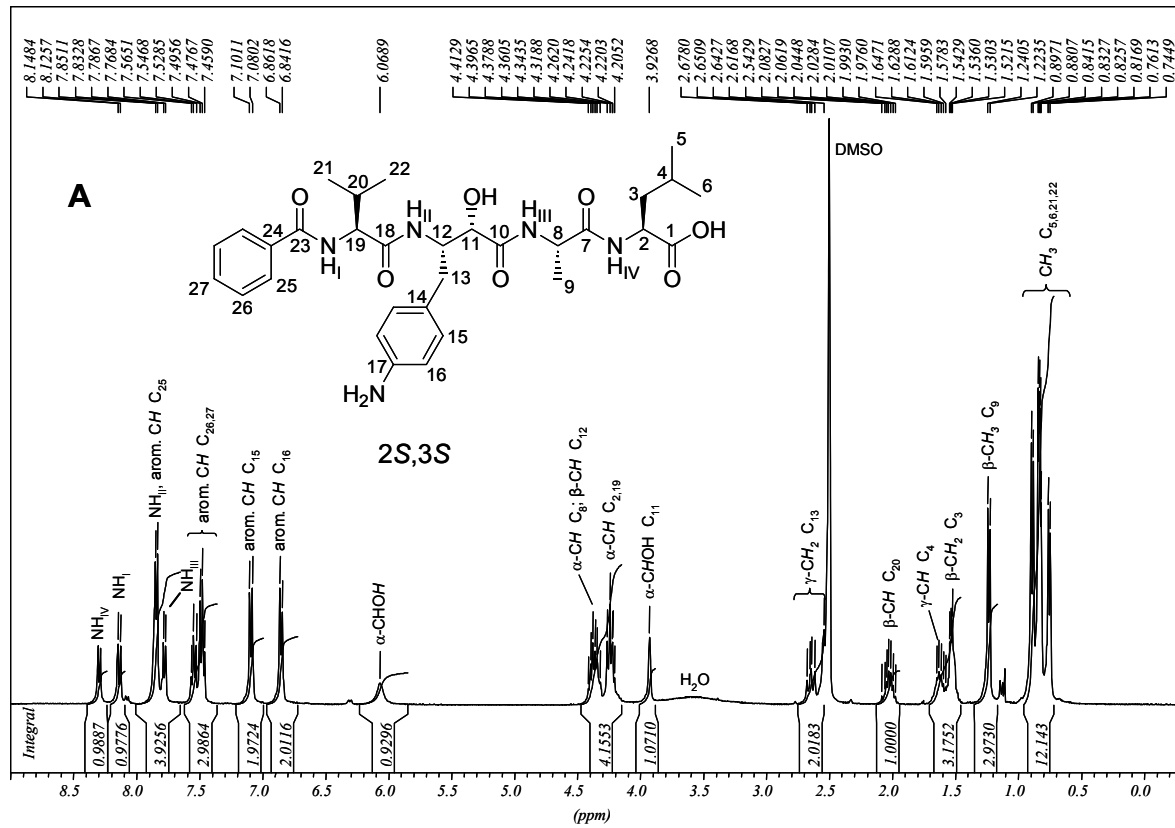 8.1484 8.1257 7.8511 7.8328 7.7867 7.7684 7.5651 7.5468 7.5285 7.4956 7.4767 7.4590
7.1011 7.0802 6.8618 6.8416
6.0689
4.4129 4.3965 4.3788 4.3605 4.3435 4.3188 4.2620 4.2418 4.2254 4.2203 4.2052
3.9268
2.6780 2.6509 2.6427 2.6168 2.5429 2.0827 2.0619 2.0448 2.0284 2.0107 1.9930 1.9760 1.6471 1.6288 1.6124 1.5959 1.5783 1.5429 1.5360 1.5303 1.5215 1.2405 1.2235 0.8971 0.8807 0.8415 0.8327 0.8257 0.8169 0.7613 0.7449
A
21 22 20 O 23 24 N H I 19 18 O H II N 12 OH 11 10 O H III N 8 9 O 7 N H IV 2 3 4 5 6 1 OH O
25 26 27 13 14 15 16 17 H2N
2S,3S
DMSO
CH3 C5,6,21,22
NHIV
NHI
NHII, arom. CH C25
NHIII
arom. CH C26,27
arom. CH C15
arom. CH C16
α-CHOH
α-CH C8; β-CH C12
α-CH C2,19
α-CHOH C11
H2O
γ-CH2 C13
β-CH C20
γ-CH C4
β-CH2 C3
β-CH3 C9
Integral 0.9887 0.9776 3.9256 2.9864 1.9724 2.0116 0.9296 4.1553 1.0710 2.0183 1.0000 3.1752 2.9730 12.143
8.5 8.0 7.5 7.0 6.5 6.0 5.5 5.0 4.5 4.0 3.5 3.0 2.5 2.0 1.5 1.0 0.5 0.0
(ppm)